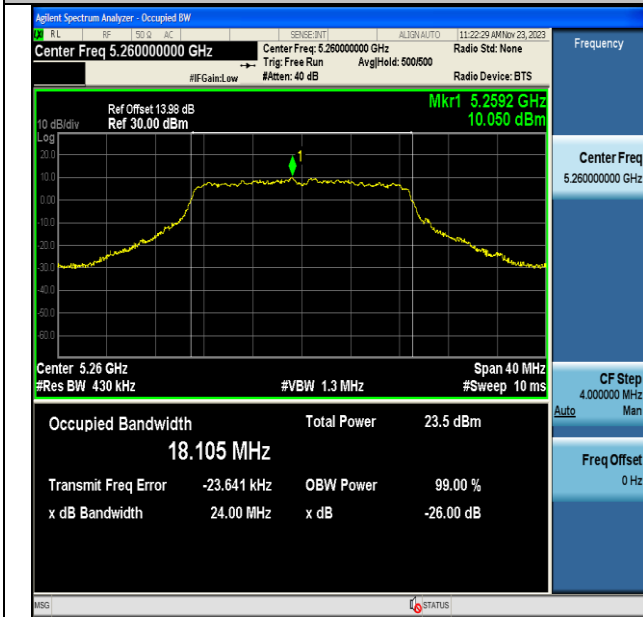 Agilent Spectrum Analyzer - Occupied BW
RL RF 50 Ω AC SENSE:INT ALIGN AUTO 11:22:29 AM Nov 23, 2023
Center Freq 5.260000000 GHz
Center Freq: 5.260000000 GHz Radio Std: None
Trig: Free Run Avg|Hold: 500/500
#IFGain:Low #Atten: 40 dB Radio Device: BTS
Frequency
Ref Offset 13.98 dB
10 dB/div Ref 30.00 dBm
Mkr1 5.2592 GHz
10.050 dBm
Log
20.0
10.0
0.00
-10.0
-20.0
-30.0
-40.0
-50.0
-60.0
1
Center 5.26 GHz Span 40 MHz
#Res BW 430 kHz #VBW 1.3 MHz #Sweep 10 ms
Occupied Bandwidth Total Power 23.5 dBm
18.105 MHz
Transmit Freq Error -23.641 kHz OBW Power 99.00 %
x dB Bandwidth 24.00 MHz x dB -26.00 dB
Center Freq
5.260000000 GHz
CF Step
4.000000 MHz
Auto Man
Freq Offset
0 Hz
MSG STATUS